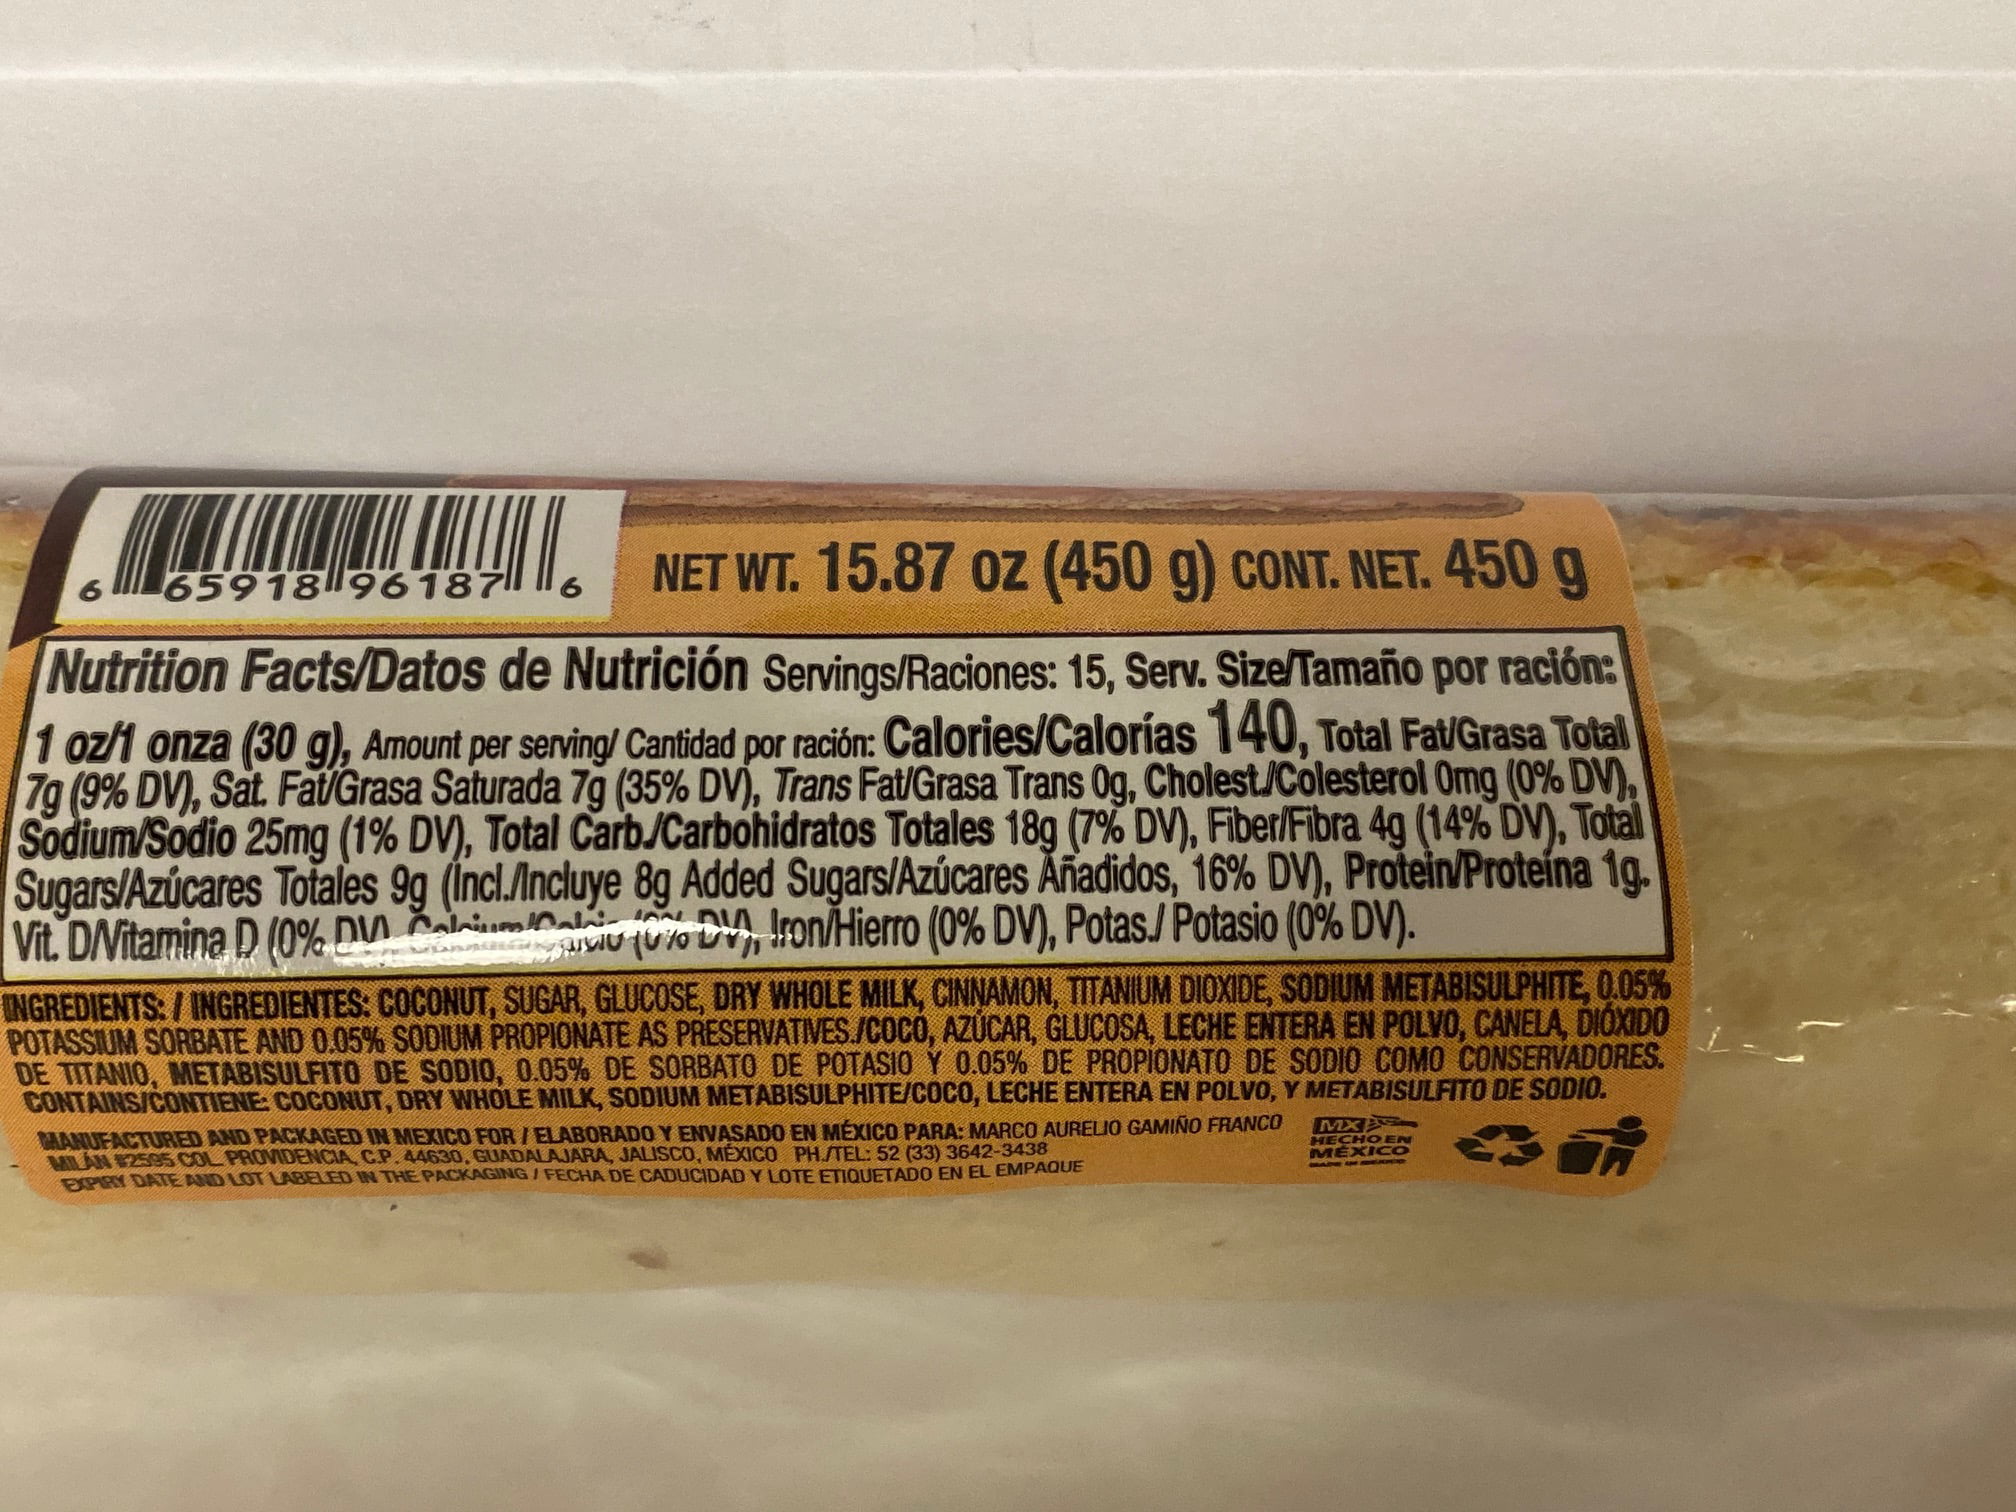 6 65918 96187 6
NET WT. 15.87 oz (450 g) CONT. NET. 450 g
Nutrition Facts/Datos de Nutrición Servings/Raciones: 15, Serv. Size/Tamaño por ración:
1 oz/1 onza (30 g), Amount per serving/ Cantidad por ración: Calories/Calorías 140, Total Fat/Grasa Total
7g (9% DV), Sat. Fat/Grasa Saturada 7g (35% DV), Trans Fat/Grasa Trans 0g, Cholest./Colesterol 0mg (0% DV),
Sodium/Sodio 25mg (1% DV), Total Carb./Carbohidratos Totales 18g (7% DV), Fiber/Fibra 4g (14% DV), Total
Sugars/Azúcares Totales 9g (Incl./Incluye 8g Added Sugars/Azúcares Añadidos, 16% DV), Protein/Proteína 1g.
Vit. D/Vitamina D (0% DV), Calcium/Calcio (0% DV), Iron/Hierro (0% DV), Potas./ Potasio (0% DV).
INGREDIENTS: / INGREDIENTES: COCONUT, SUGAR, GLUCOSE, DRY WHOLE MILK, CINNAMON, TITANIUM DIOXIDE, SODIUM METABISULPHITE, 0.05%
POTASSIUM SORBATE AND 0.05% SODIUM PROPIONATE AS PRESERVATIVES./COCO, AZÚCAR, GLUCOSA, LECHE ENTERA EN POLVO, CANELA, DIÓXIDO
DE TITANIO, METABISULFITO DE SODIO, 0.05% DE SORBATO DE POTASIO Y 0.05% DE PROPIONATO DE SODIO COMO CONSERVADORES.
CONTAINS/CONTIENE: COCONUT, DRY WHOLE MILK, SODIUM METABISULPHITE/COCO, LECHE ENTERA EN POLVO, Y METABISULFITO DE SODIO.
MANUFACTURED AND PACKAGED IN MEXICO FOR / ELABORADO Y ENVASADO EN MÉXICO PARA: MARCO AURELIO GAMIÑO FRANCO
MILÁN #2595 COL. PROVIDENCIA, C.P. 44630, GUADALAJARA, JALISCO, MÉXICO PH./TEL: 52 (33) 3642-3438
EXPIRY DATE AND LOT LABELED IN THE PACKAGING / FECHA DE CADUCIDAD Y LOTE ETIQUETADO EN EL EMPAQUE
MX
HECHO EN
MÉXICO
MADE IN MEXICO